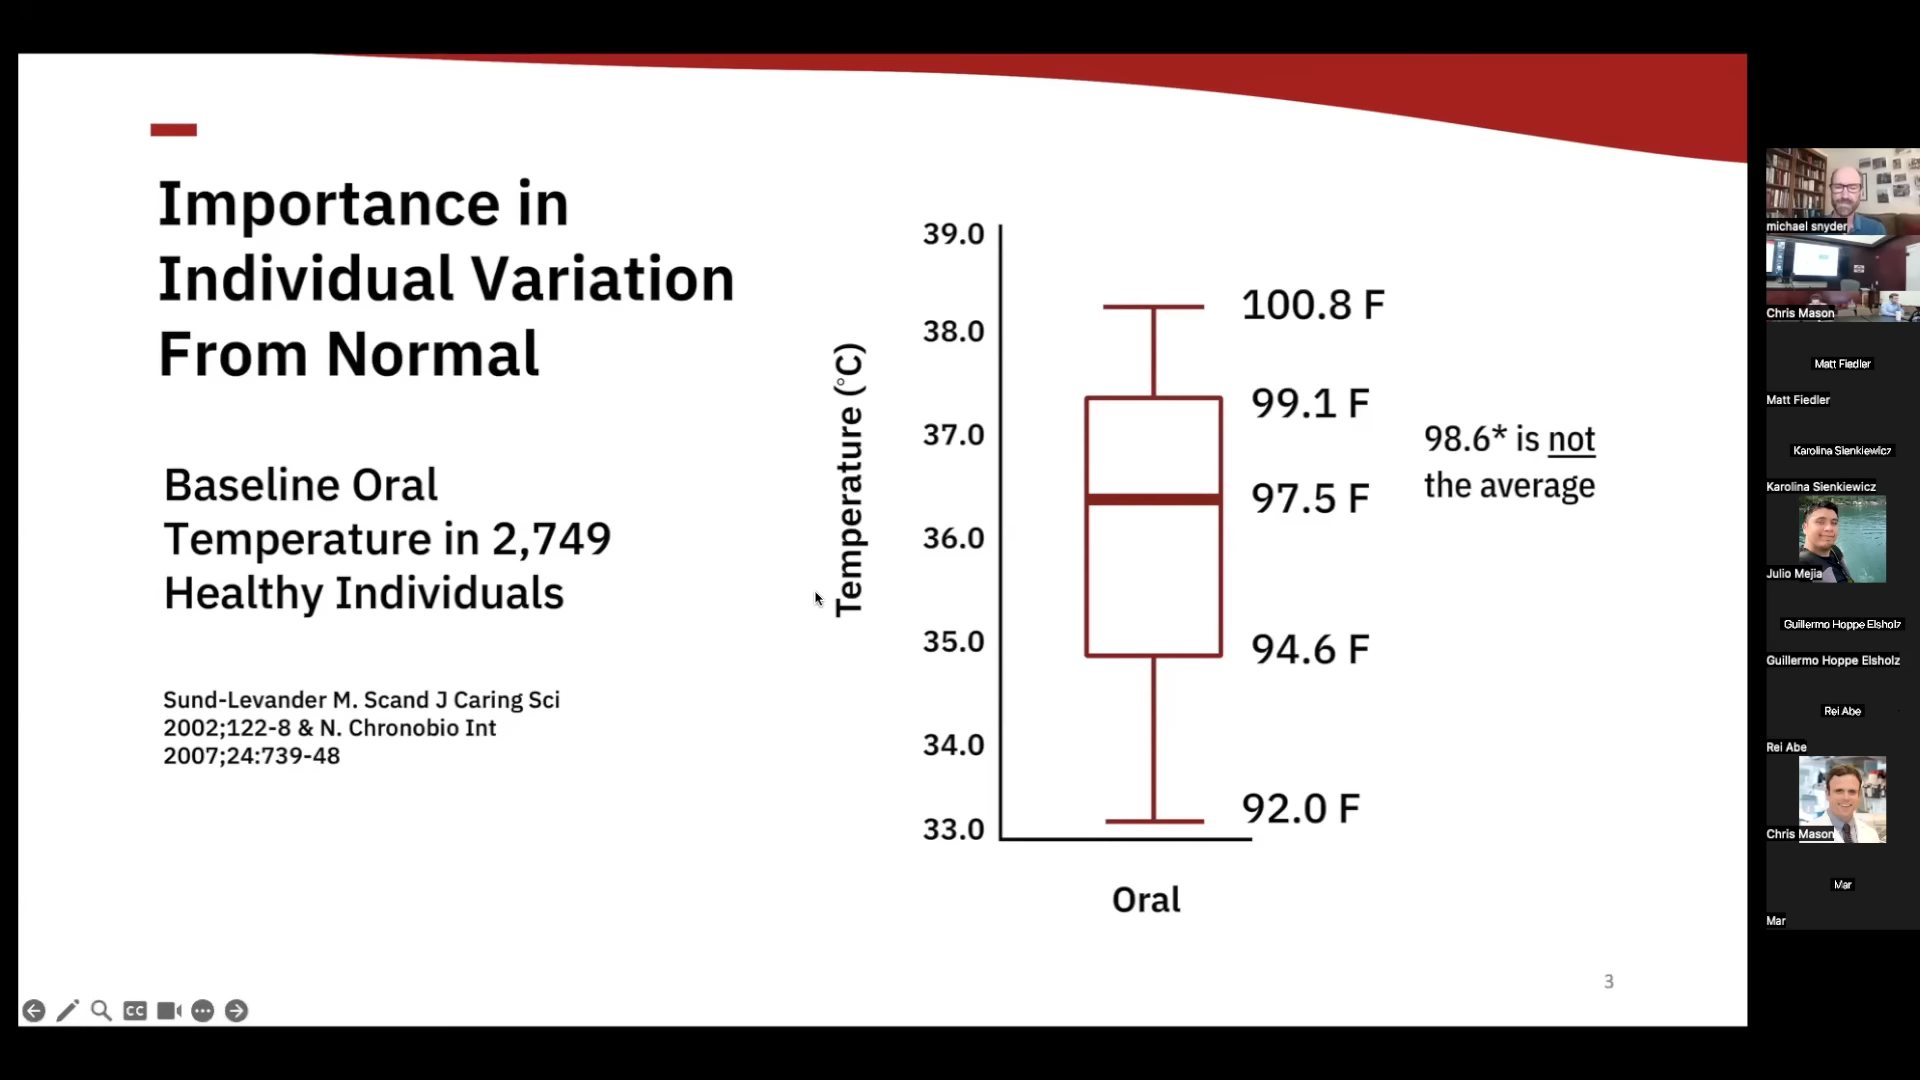 Importance in
Individual Variation
From Normal
Baseline Oral
Temperature in 2,749
Healthy Individuals
Sund-Levander M. Scand J Caring Sci
2002;122-8 & N. Chronobio Int
2007;24:739-48
Temperature (°C)
39.0
38.0
37.0
36.0
35.0
34.0
33.0
100.8 F
99.1 F
97.5 F
94.6 F
92.0 F
Oral
98.6* is not
the average
3
CC
michael snyder
Chris Mason
Matt Fiedler
Matt Fiedler
Karolina Sienkiewicz
Karolina Sienkiewicz
Julio Mejia
Guillermo Hoppe Elsholz
Guillermo Hoppe Elsholz
Rei Abe
Rei Abe
Chris Mason
Mar
Mar